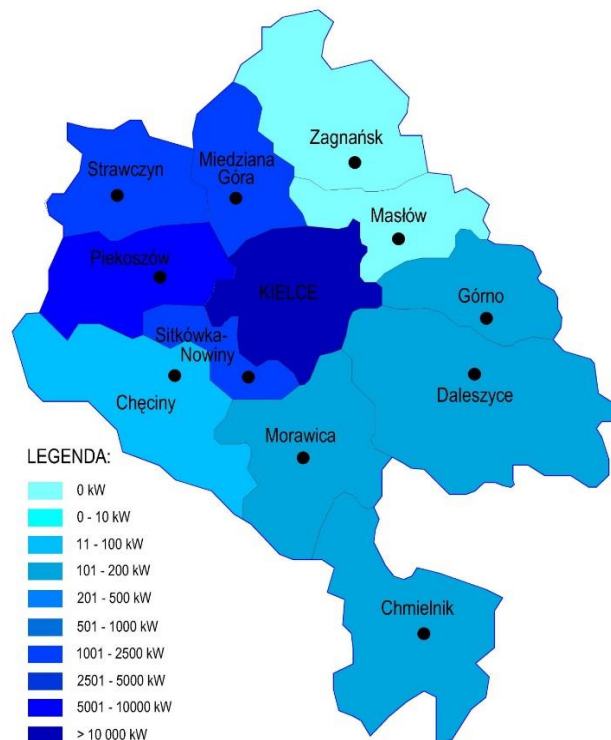 Zagnańsk
Strawczyn
Miedziana
Góra
Masłów
Piekoszów
KIELCE
Górno
Sitkówka-
Nowiny
Chęciny
Daleszyce
Morawica
LEGENDA:
0 kW
0 - 10 kW
11 - 100 kW
101 - 200 kW
201 - 500 kW
501 - 1000 kW
1001 - 2500 kW
2501 - 5000 kW
5001 - 10000 kW
> 10 000 kW
Chmielnik